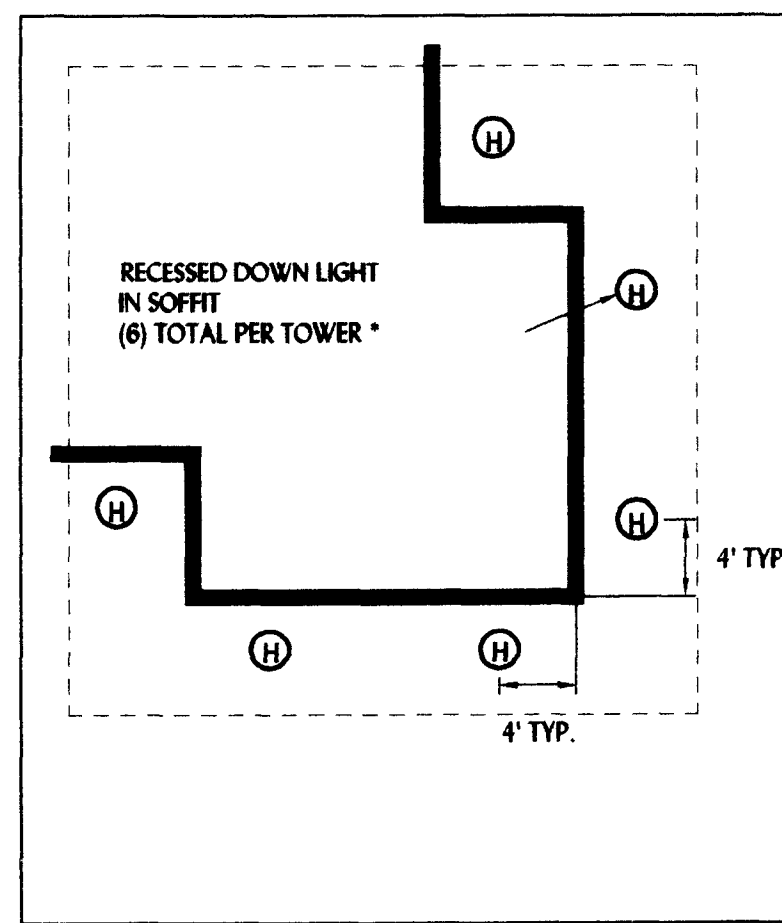 H
RECESSED DOWN LIGHT
IN SOFFIT
(6) TOTAL PER TOWER *
H
H
H
4' TYP
H
H
4' TYP.